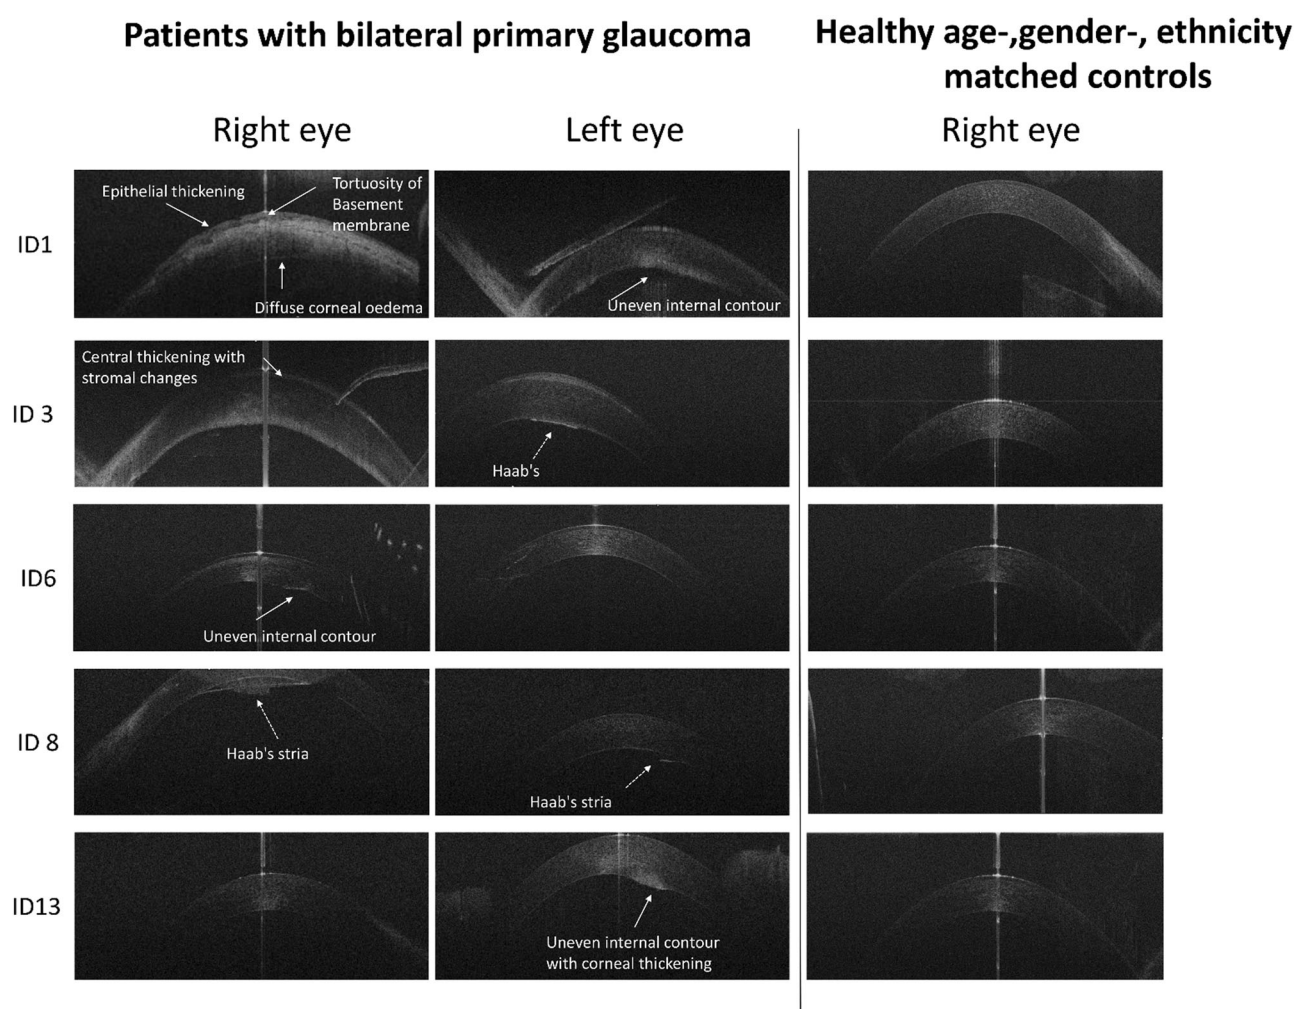 Patients with bilateral primary glaucoma
Healthy age-,gender-, ethnicity
matched controls
Right eye
Left eye
Right eye
ID1
Epithelial thickening
Tortuosity of
Basement
membrane
Diffuse corneal oedema
Uneven internal contour
ID 3
Central thickening with
stromal changes
Haab's
ID6
Uneven internal contour
ID 8
Haab's stria
Haab's stria
ID13
Uneven internal contour
with corneal thickening